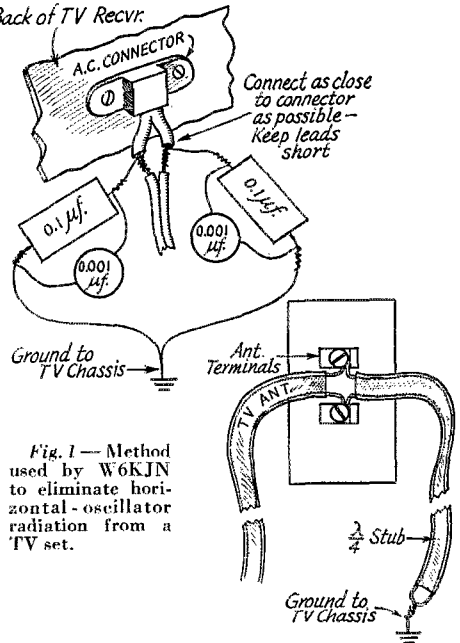 Back of TV Recvr.
A.C. CONNECTOR
Connect as close
to connector
as possible –
Keep leads
short
0.1 µf.
0.1 µf.
0.001
µf.
0.001
µf.
Ground to
TV Chassis
Ant.
Terminals
TV ANT.
Fig. 1 — Method
used by W6KJN
to eliminate hori-
zontal - oscillator
radiation from a
TV set.
λ/4 Stub
Ground to
TV Chassis